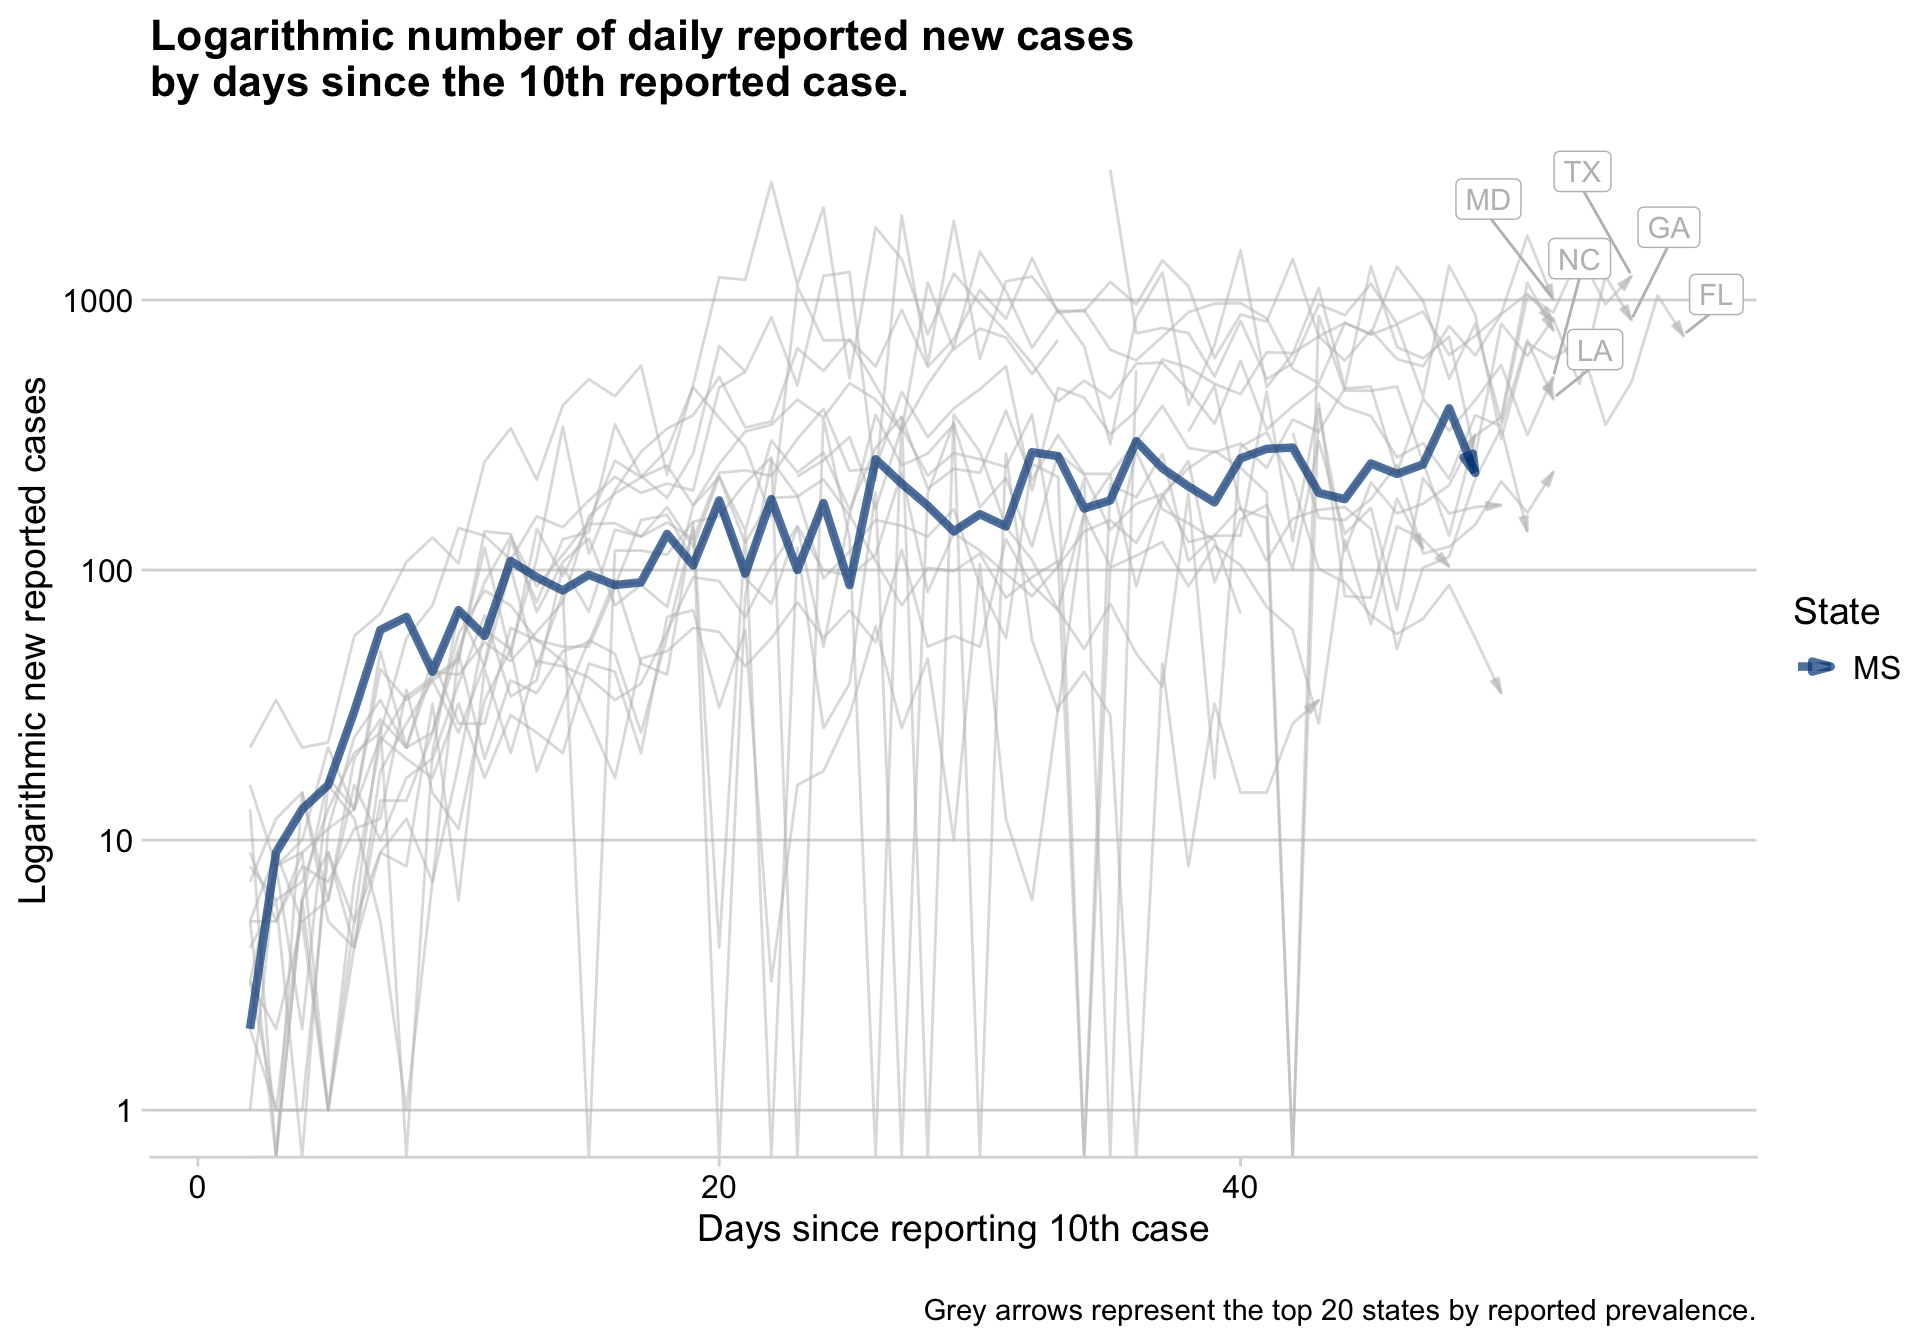 Logarithmic number of daily reported new cases
by days since the 10th reported case.
TX
MD
GA
NC
FL
LA
1000
100
10
1
Logarithmic new reported cases
State
MS
0
20
40
Days since reporting 10th case
Grey arrows represent the top 20 states by reported prevalence.